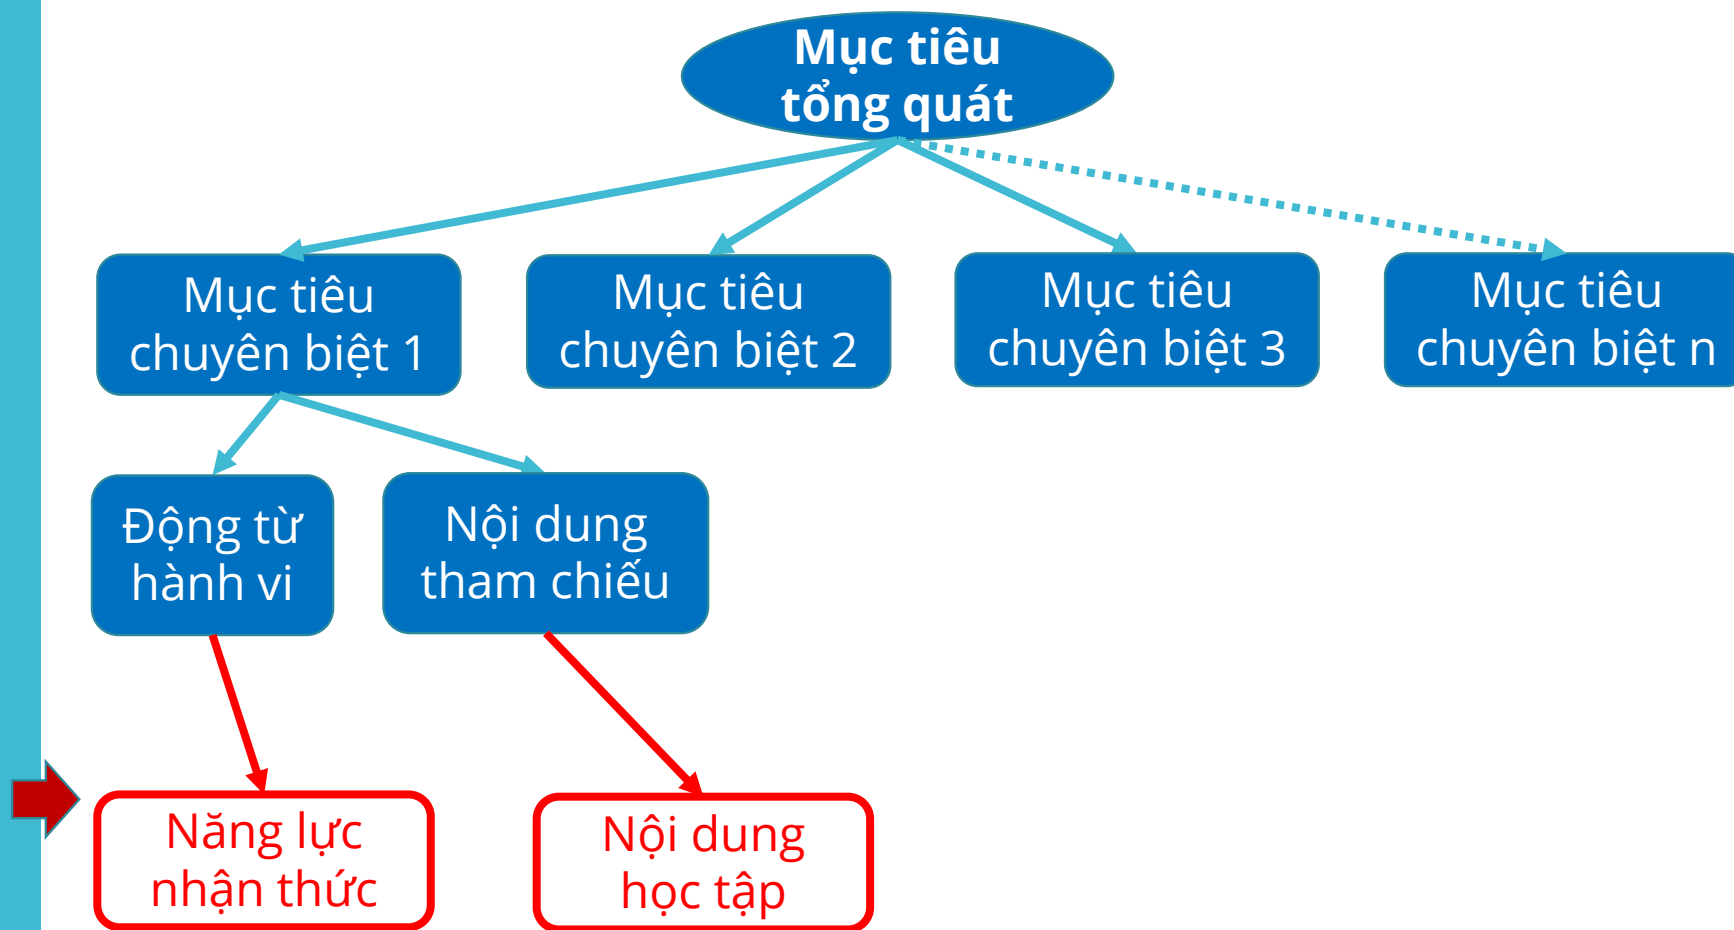 Mục tiêu
tổng quát
Mục tiêu
chuyên biệt 1
Mục tiêu
chuyên biệt 2
Mục tiêu
chuyên biệt 3
Mục tiêu
chuyên biệt n
Động từ
hành vi
Nội dung
tham chiếu
Năng lực
nhận thức
Nội dung
học tập